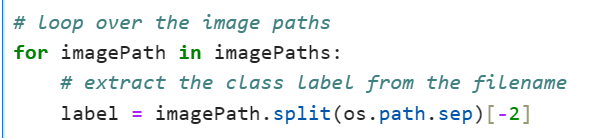 # loop over the image paths
for imagePath in imagePaths:
    # extract the class label from the filename
    label = imagePath.split(os.path.sep)[-2]